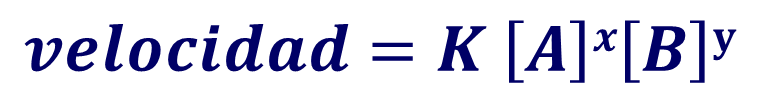 velocidad = K [A]ˣ[B]ʸ